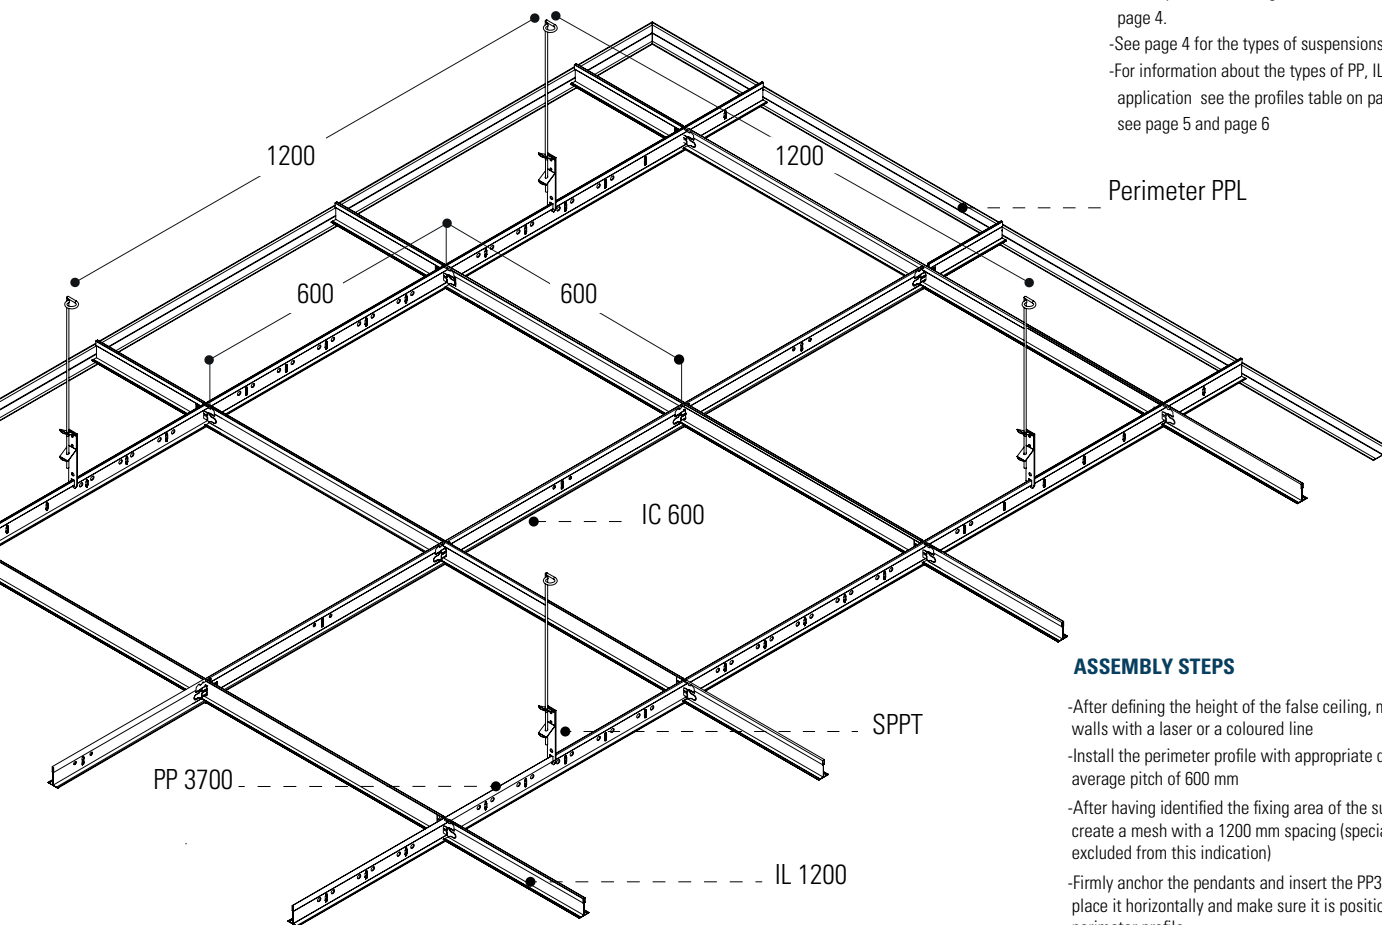 page 4.
-See page 4 for the types of suspensions
-For information about the types of PP, IL
application see the profiles table on
see page 5 and page 6
1200
1200
Perimeter PPL
600
600
IC 600
ASSEMBLY STEPS
-After defining the height of the false ceiling,
walls with a laser or a coloured line
SPPT
-Install the perimeter profile with appropriate
average pitch of 600 mm
PP 3700
-After having identified the fixing area of the
create a mesh with a 1200 mm spacing
excluded from this indication)
IL 1200
-Firmly anchor the pendants and insert the
place it horizontally and make sure it is